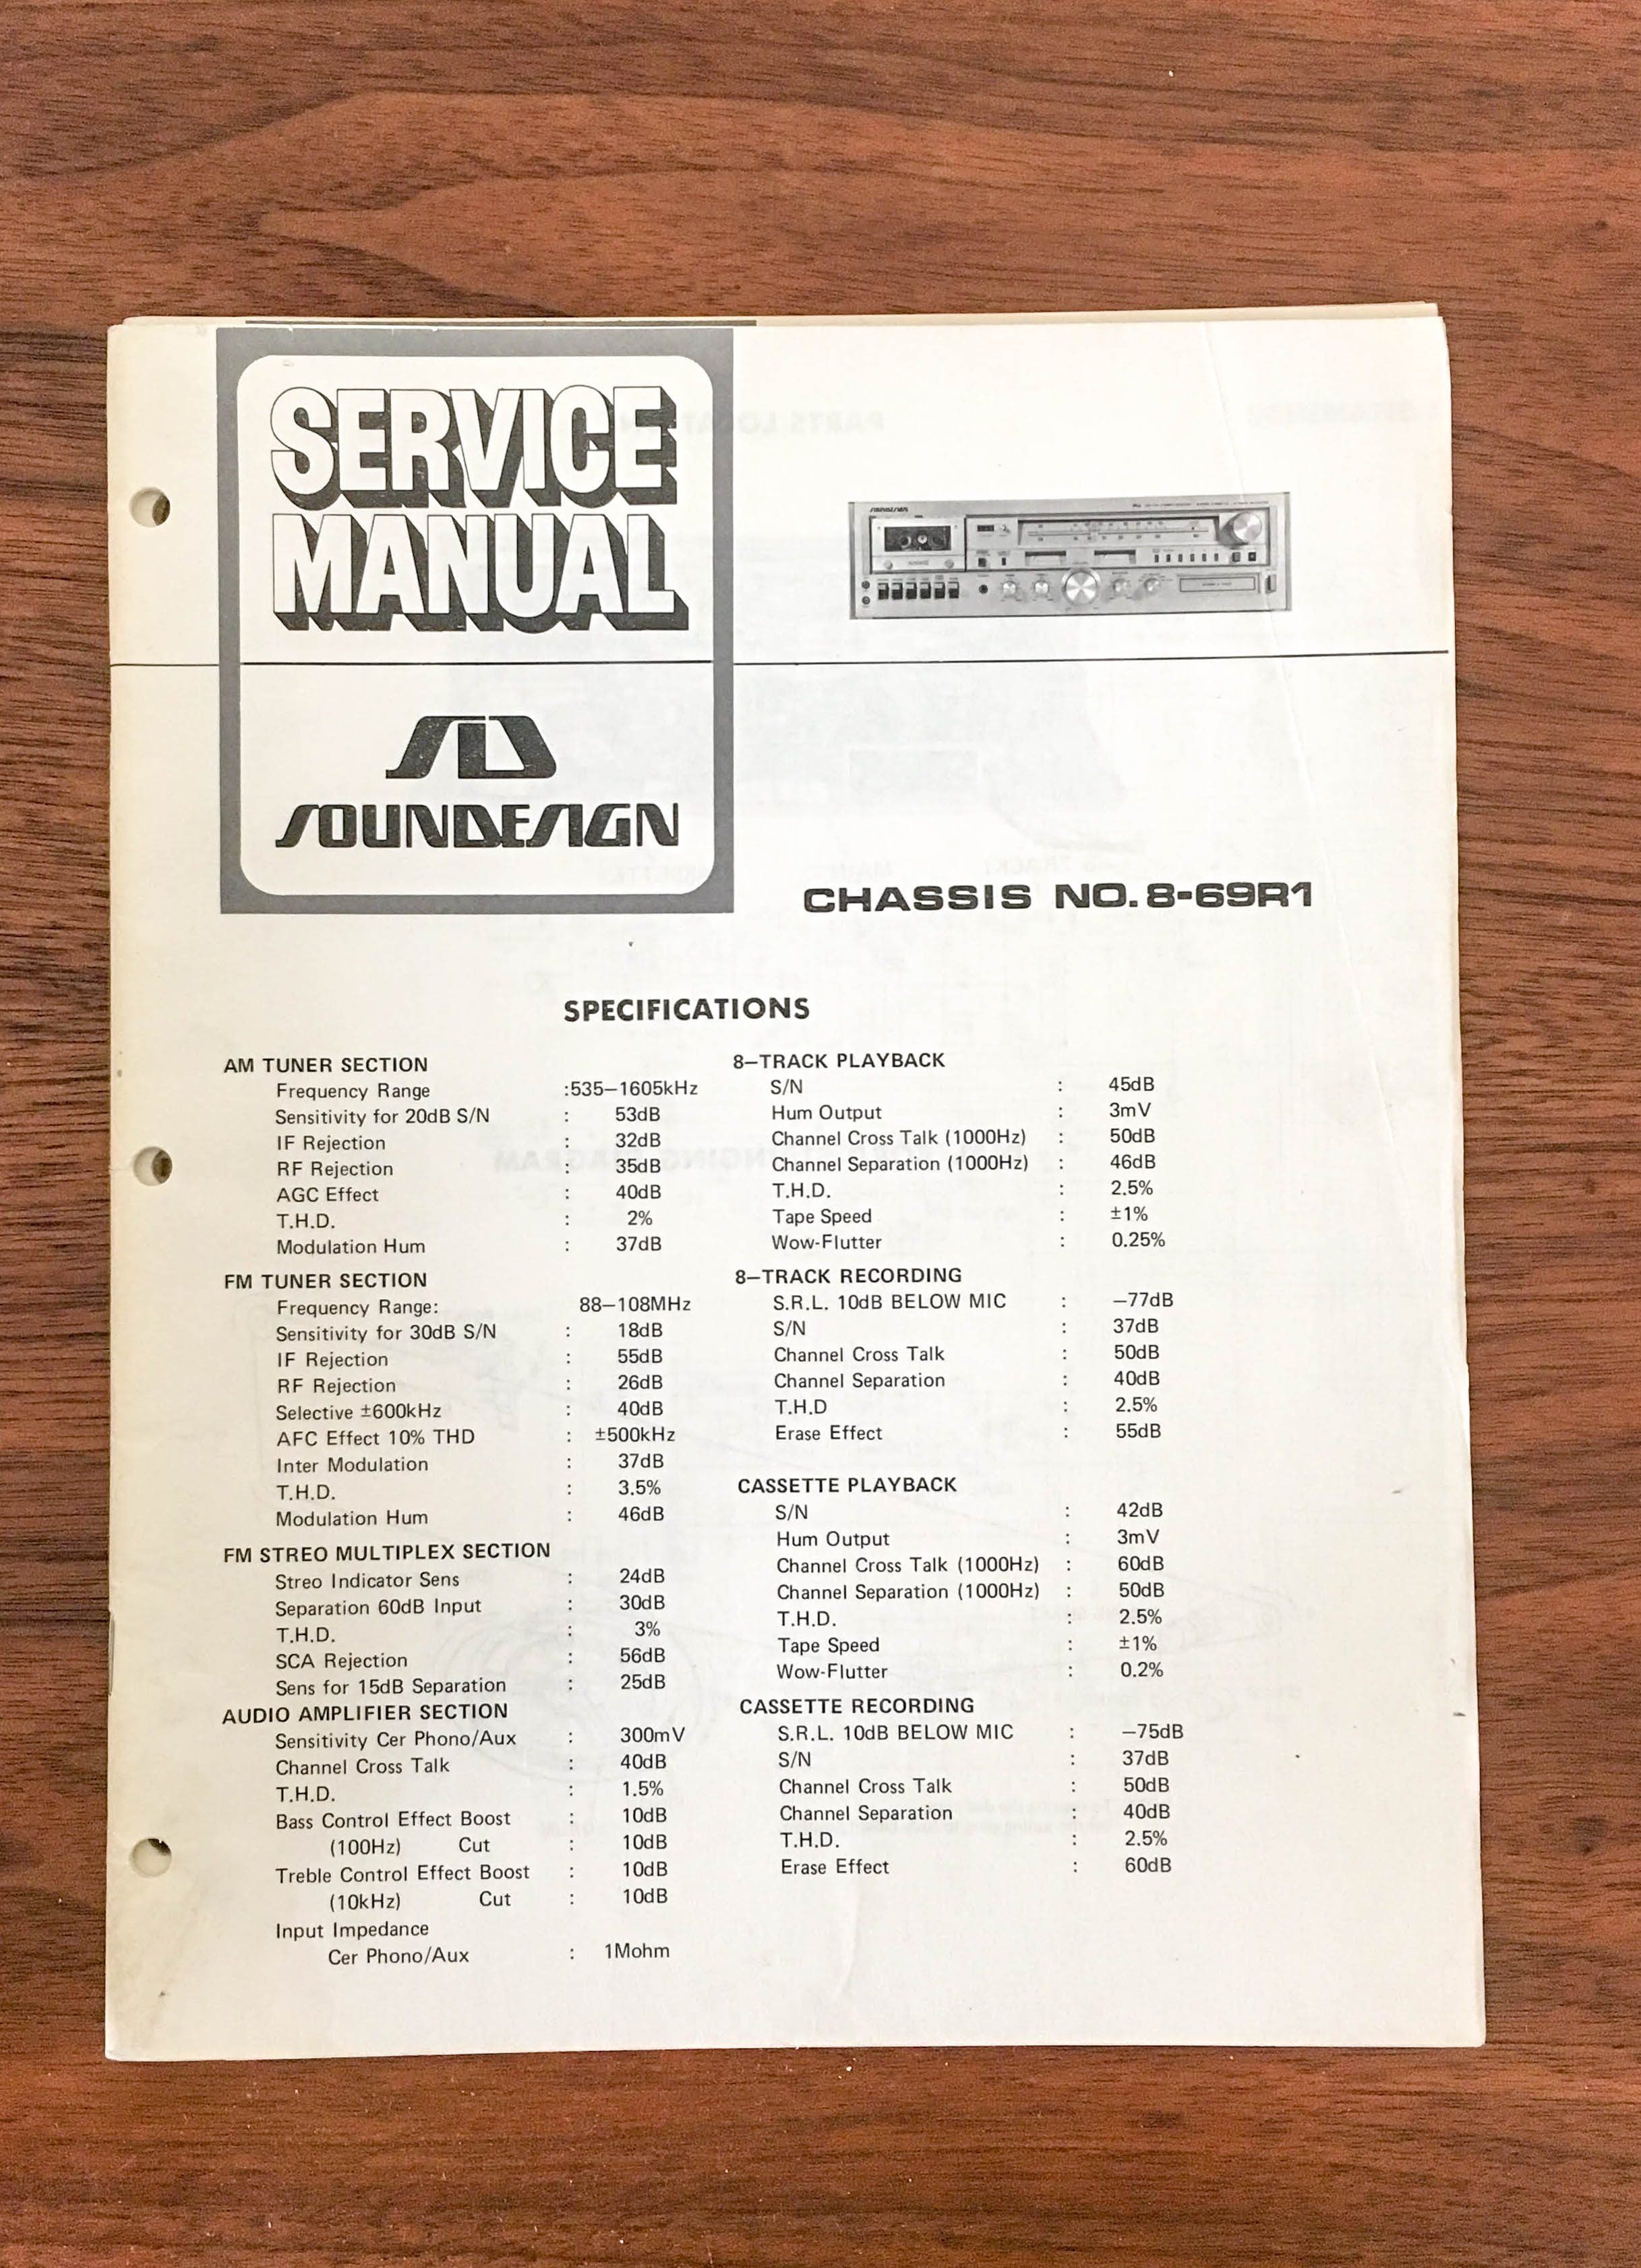 SERVICE
MANUAL
SOUNDESIGN
SOUNDESIGN
CHASSIS NO. 8-69R1
SPECIFICATIONS
AM TUNER SECTION
Frequency Range :535–1605kHz
Sensitivity for 20dB S/N : 53dB
IF Rejection : 32dB
RF Rejection : 35dB
AGC Effect : 40dB
T.H.D. : 2%
Modulation Hum : 37dB
FM TUNER SECTION
Frequency Range: 88–108MHz
Sensitivity for 30dB S/N : 18dB
IF Rejection : 55dB
RF Rejection : 26dB
Selective ±600kHz : 40dB
AFC Effect 10% THD : ±500kHz
Inter Modulation : 37dB
T.H.D. : 3.5%
Modulation Hum : 46dB
FM STREO MULTIPLEX SECTION
Streo Indicator Sens : 24dB
Separation 60dB Input : 30dB
T.H.D. : 3%
SCA Rejection : 56dB
Sens for 15dB Separation : 25dB
AUDIO AMPLIFIER SECTION
Sensitivity Cer Phono/Aux : 300mV
Channel Cross Talk : 40dB
T.H.D. : 1.5%
Bass Control Effect Boost : 10dB
(100Hz) Cut : 10dB
Treble Control Effect Boost : 10dB
(10kHz) Cut : 10dB
Input Impedance
Cer Phono/Aux : 1Mohm
8–TRACK PLAYBACK
S/N : 45dB
Hum Output : 3mV
Channel Cross Talk (1000Hz) : 50dB
Channel Separation (1000Hz) : 46dB
T.H.D. : 2.5%
Tape Speed : ±1%
Wow-Flutter : 0.25%
8–TRACK RECORDING
S.R.L. 10dB BELOW MIC : –77dB
S/N : 37dB
Channel Cross Talk : 50dB
Channel Separation : 40dB
T.H.D : 2.5%
Erase Effect : 55dB
CASSETTE PLAYBACK
S/N : 42dB
Hum Output : 3mV
Channel Cross Talk (1000Hz) : 60dB
Channel Separation (1000Hz) : 50dB
T.H.D. : 2.5%
Tape Speed : ±1%
Wow-Flutter : 0.2%
CASSETTE RECORDING
S.R.L. 10dB BELOW MIC : –75dB
S/N : 37dB
Channel Cross Talk : 50dB
Channel Separation : 40dB
T.H.D. : 2.5%
Erase Effect : 60dB